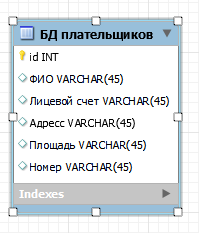 БД плательщиков
id INT
ФИО VARCHAR(45)
Лицевой счет VARCHAR(45)
Адресс VARCHAR(45)
Площадь VARCHAR(45)
Номер VARCHAR(45)
Indexes